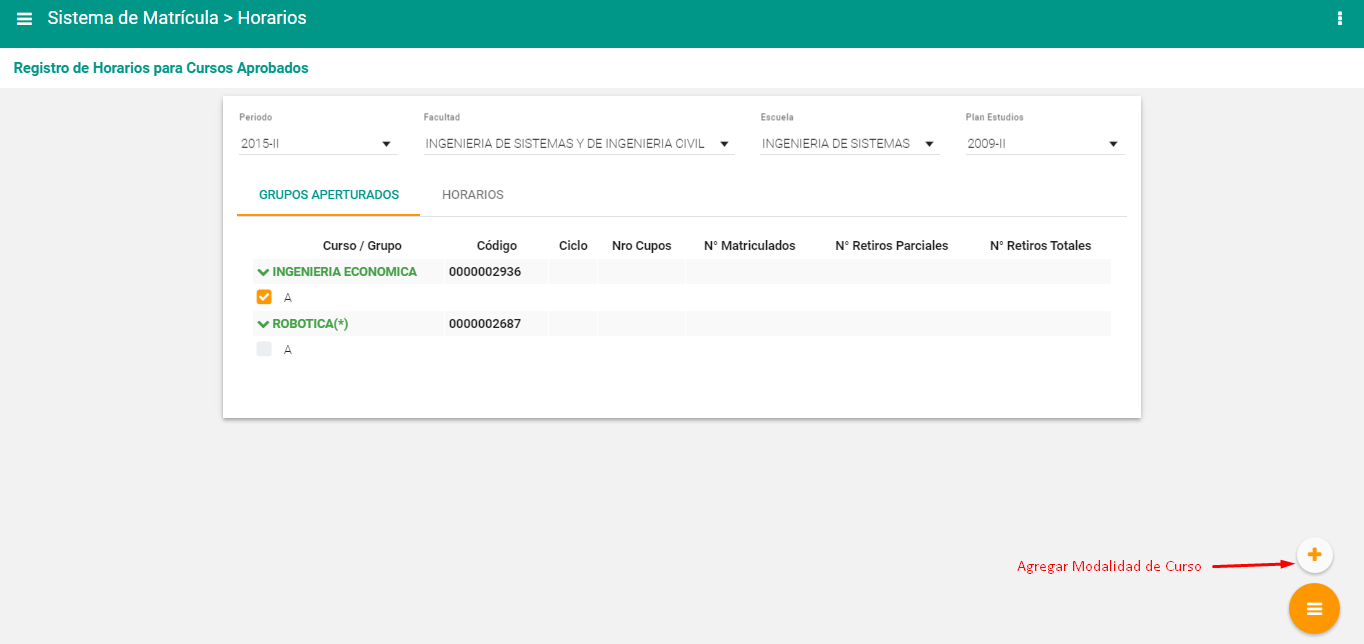 Sistema de Matrícula > Horarios
Registro de Horarios para Cursos Aprobados
Periodo Facultad Escuela Plan Estudios
2015-II INGENIERIA DE SISTEMAS Y DE INGENIERIA CIVIL INGENIERIA DE SISTEMAS 2009-II
GRUPOS APERTURADOS HORARIOS
Curso / Grupo Código Ciclo Nro Cupos N° Matriculados N° Retiros Parciales N° Retiros Totales
INGENIERIA ECONOMICA 0000002936
A
ROBOTICA(*) 0000002687
A
Agregar Modalidad de Curso